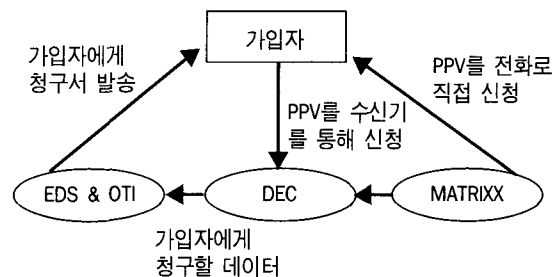 가입자
가입자에게
청구서 발송
PPV를 전화로
직접 신청
PPV를 수신기
를 통해 신청
EDS & OTI
DEC
MATRIXX
가입자에게
청구할 데이터